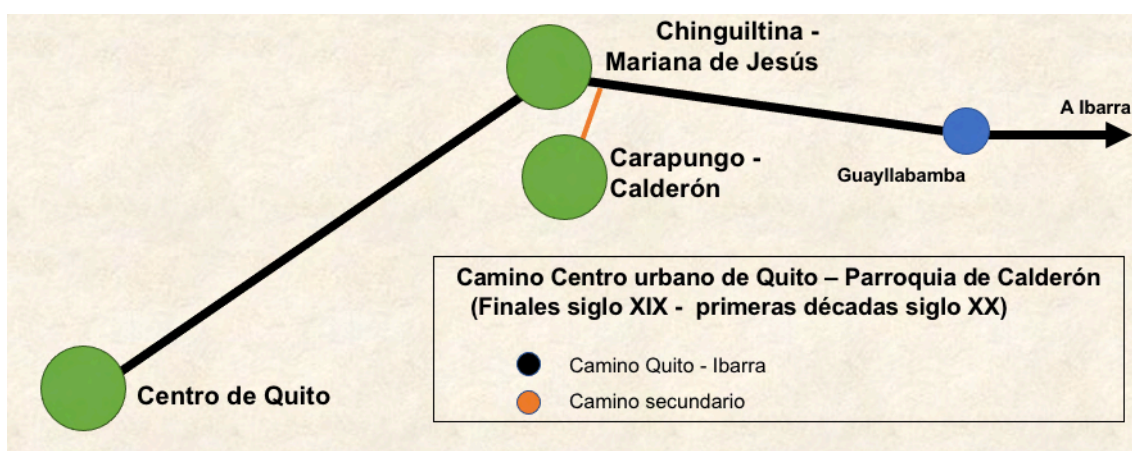 Chinguiltina -
Mariana de Jesús
A Ibarra
Carapungo -
Calderón
Guayllabamba
Camino Centro urbano de Quito – Parroquia de Calderón
(Finales siglo XIX - primeras décadas siglo XX)
Camino Quito - Ibarra
Camino secundario
Centro de Quito